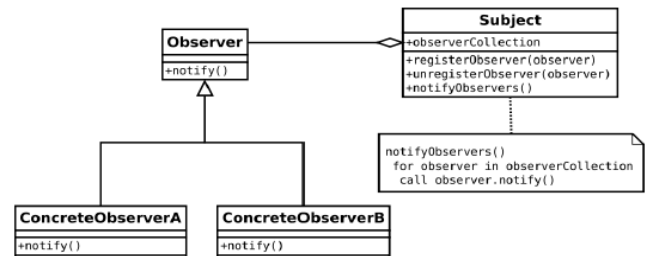 Observer
+notify()
Subject
+observerCollection
+registerObserver(observer)
+unregisterObserver(observer)
+notifyObservers()
notifyObservers()
for observer in observerCollection
call observer.notify()
ConcreteObserverA
+notify()
ConcreteObserverB
+notify()